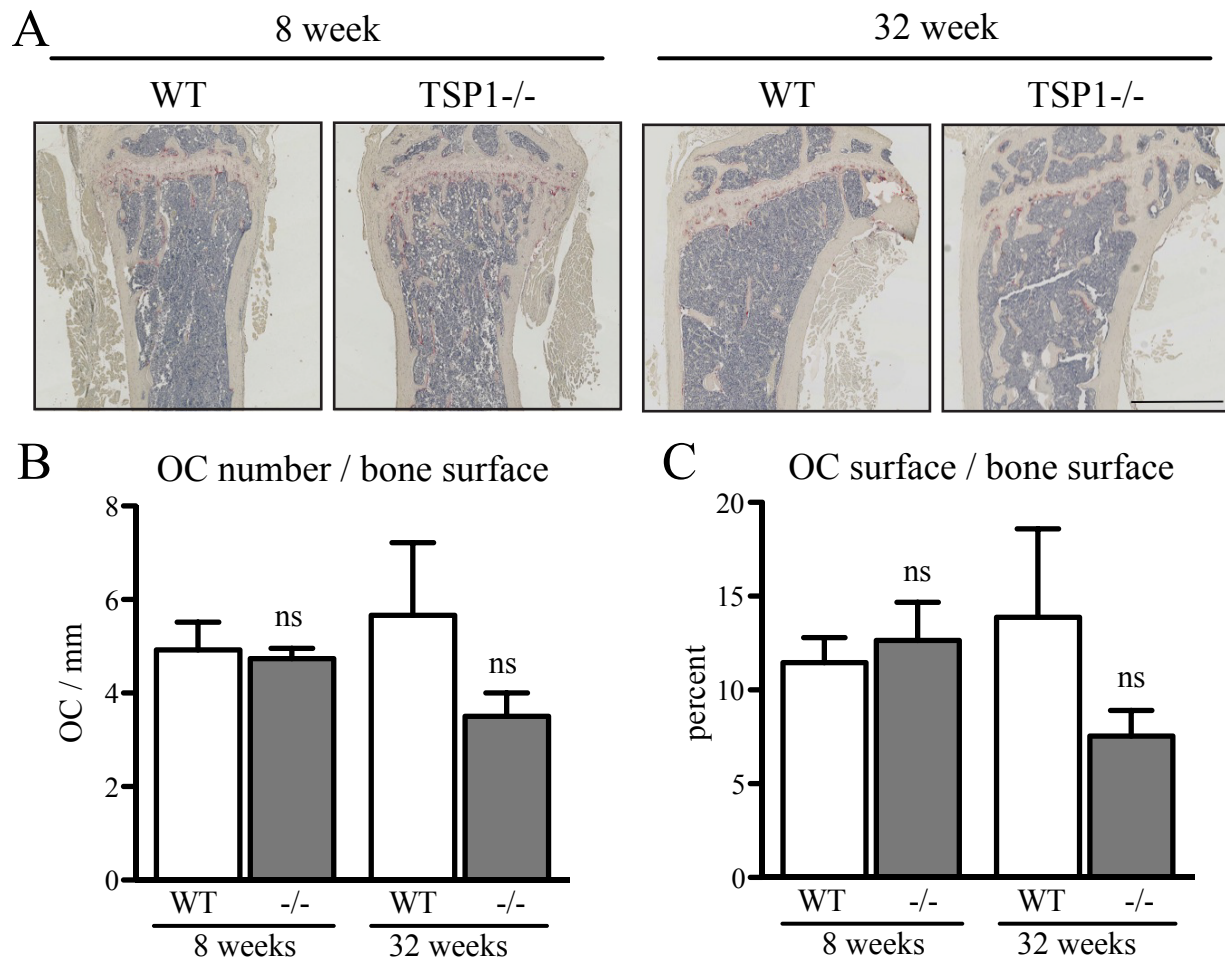 A
8 week
32 week
WT
TSP1-/-
WT
TSP1-/-
B
OC number / bone surface
OC / mm
8
6
4
2
0
ns
ns
WT
-/-
WT
-/-
8 weeks
32 weeks
C
OC surface / bone surface
percent
20
15
10
5
0
ns
ns
WT
-/-
WT
-/-
8 weeks
32 weeks